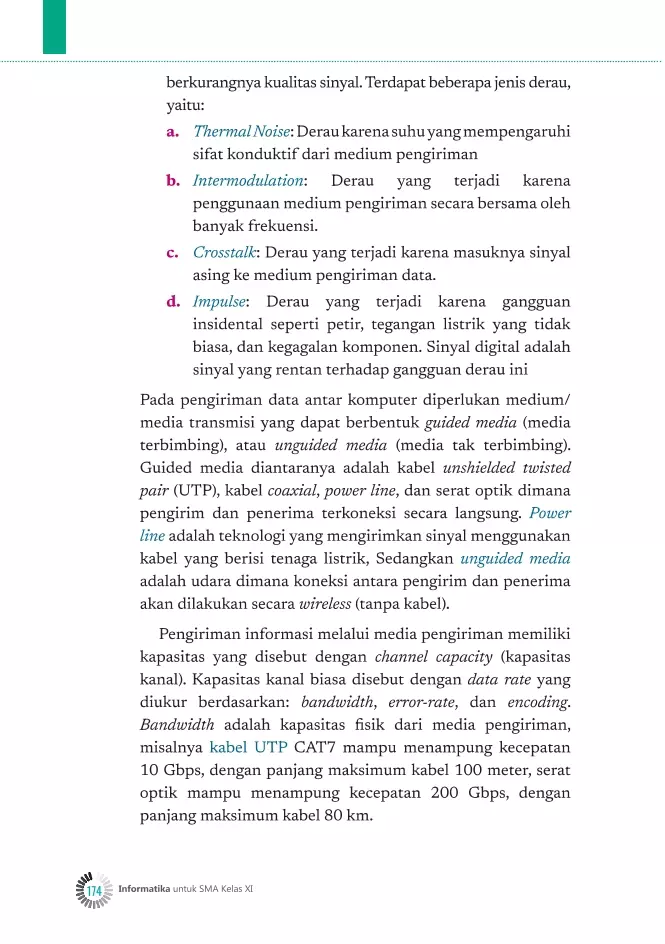 berkurangnya kualitas sinyal. Terdapat beberapa jenis derau,
yaitu:
a. Thermal Noise: Derau karena suhu yang mempengaruhi
sifat konduktif dari medium pengiriman
b. Intermodulation: Derau yang terjadi karena
penggunaan medium pengiriman secara bersama oleh
banyak frekuensi.
c. Crosstalk: Derau yang terjadi karena masuknya sinyal
asing ke medium pengiriman data.
d. Impulse: Derau yang terjadi karena gangguan
insidental seperti petir, tegangan listrik yang tidak
biasa, dan kegagalan komponen. Sinyal digital adalah
sinyal yang rentan terhadap gangguan derau ini
Pada pengiriman data antar komputer diperlukan medium/
media transmisi yang dapat berbentuk guided media (media
terbimbing), atau unguided media (media tak terbimbing).
Guided media diantaranya adalah kabel unshielded twisted
pair (UTP), kabel coaxial, power line, dan serat optik dimana
pengirim dan penerima terkoneksi secara langsung. Power
line adalah teknologi yang mengirimkan sinyal menggunakan
kabel yang berisi tenaga listrik, Sedangkan unguided media
adalah udara dimana koneksi antara pengirim dan penerima
akan dilakukan secara wireless (tanpa kabel).
Pengiriman informasi melalui media pengiriman memiliki
kapasitas yang disebut dengan channel capacity (kapasitas
kanal). Kapasitas kanal biasa disebut dengan data rate yang
diukur berdasarkan: bandwidth, error-rate, dan encoding.
Bandwidth adalah kapasitas fisik dari media pengiriman,
misalnya kabel UTP CAT7 mampu menampung kecepatan
10 Gbps, dengan panjang maksimum kabel 100 meter, serat
optik mampu menampung kecepatan 200 Gbps, dengan
panjang maksimum kabel 80 km.
174 Informatika untuk SMA Kelas XI